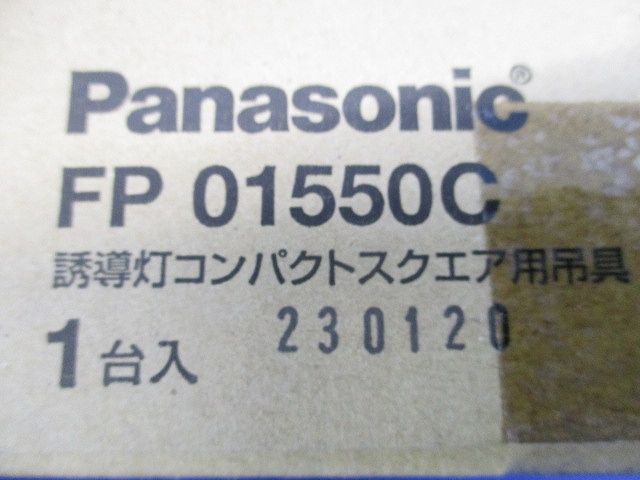 Panasonic®
FP 01550C
誘導灯コンパクトスクエア用吊具
1台入 230120